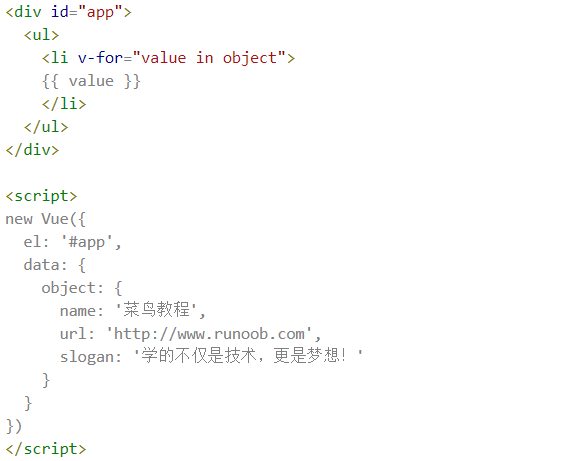 <div id="app">
  <ul>
    <li v-for="value in object">
    {{ value }}
    </li>
  </ul>
</div>

<script>
new Vue({
  el: '#app',
  data: {
    object: {
      name: '菜鸟教程',
      url: 'http://www.runoob.com',
      slogan: '学的不仅是技术，更是梦想！'
    }
  }
})
</script>